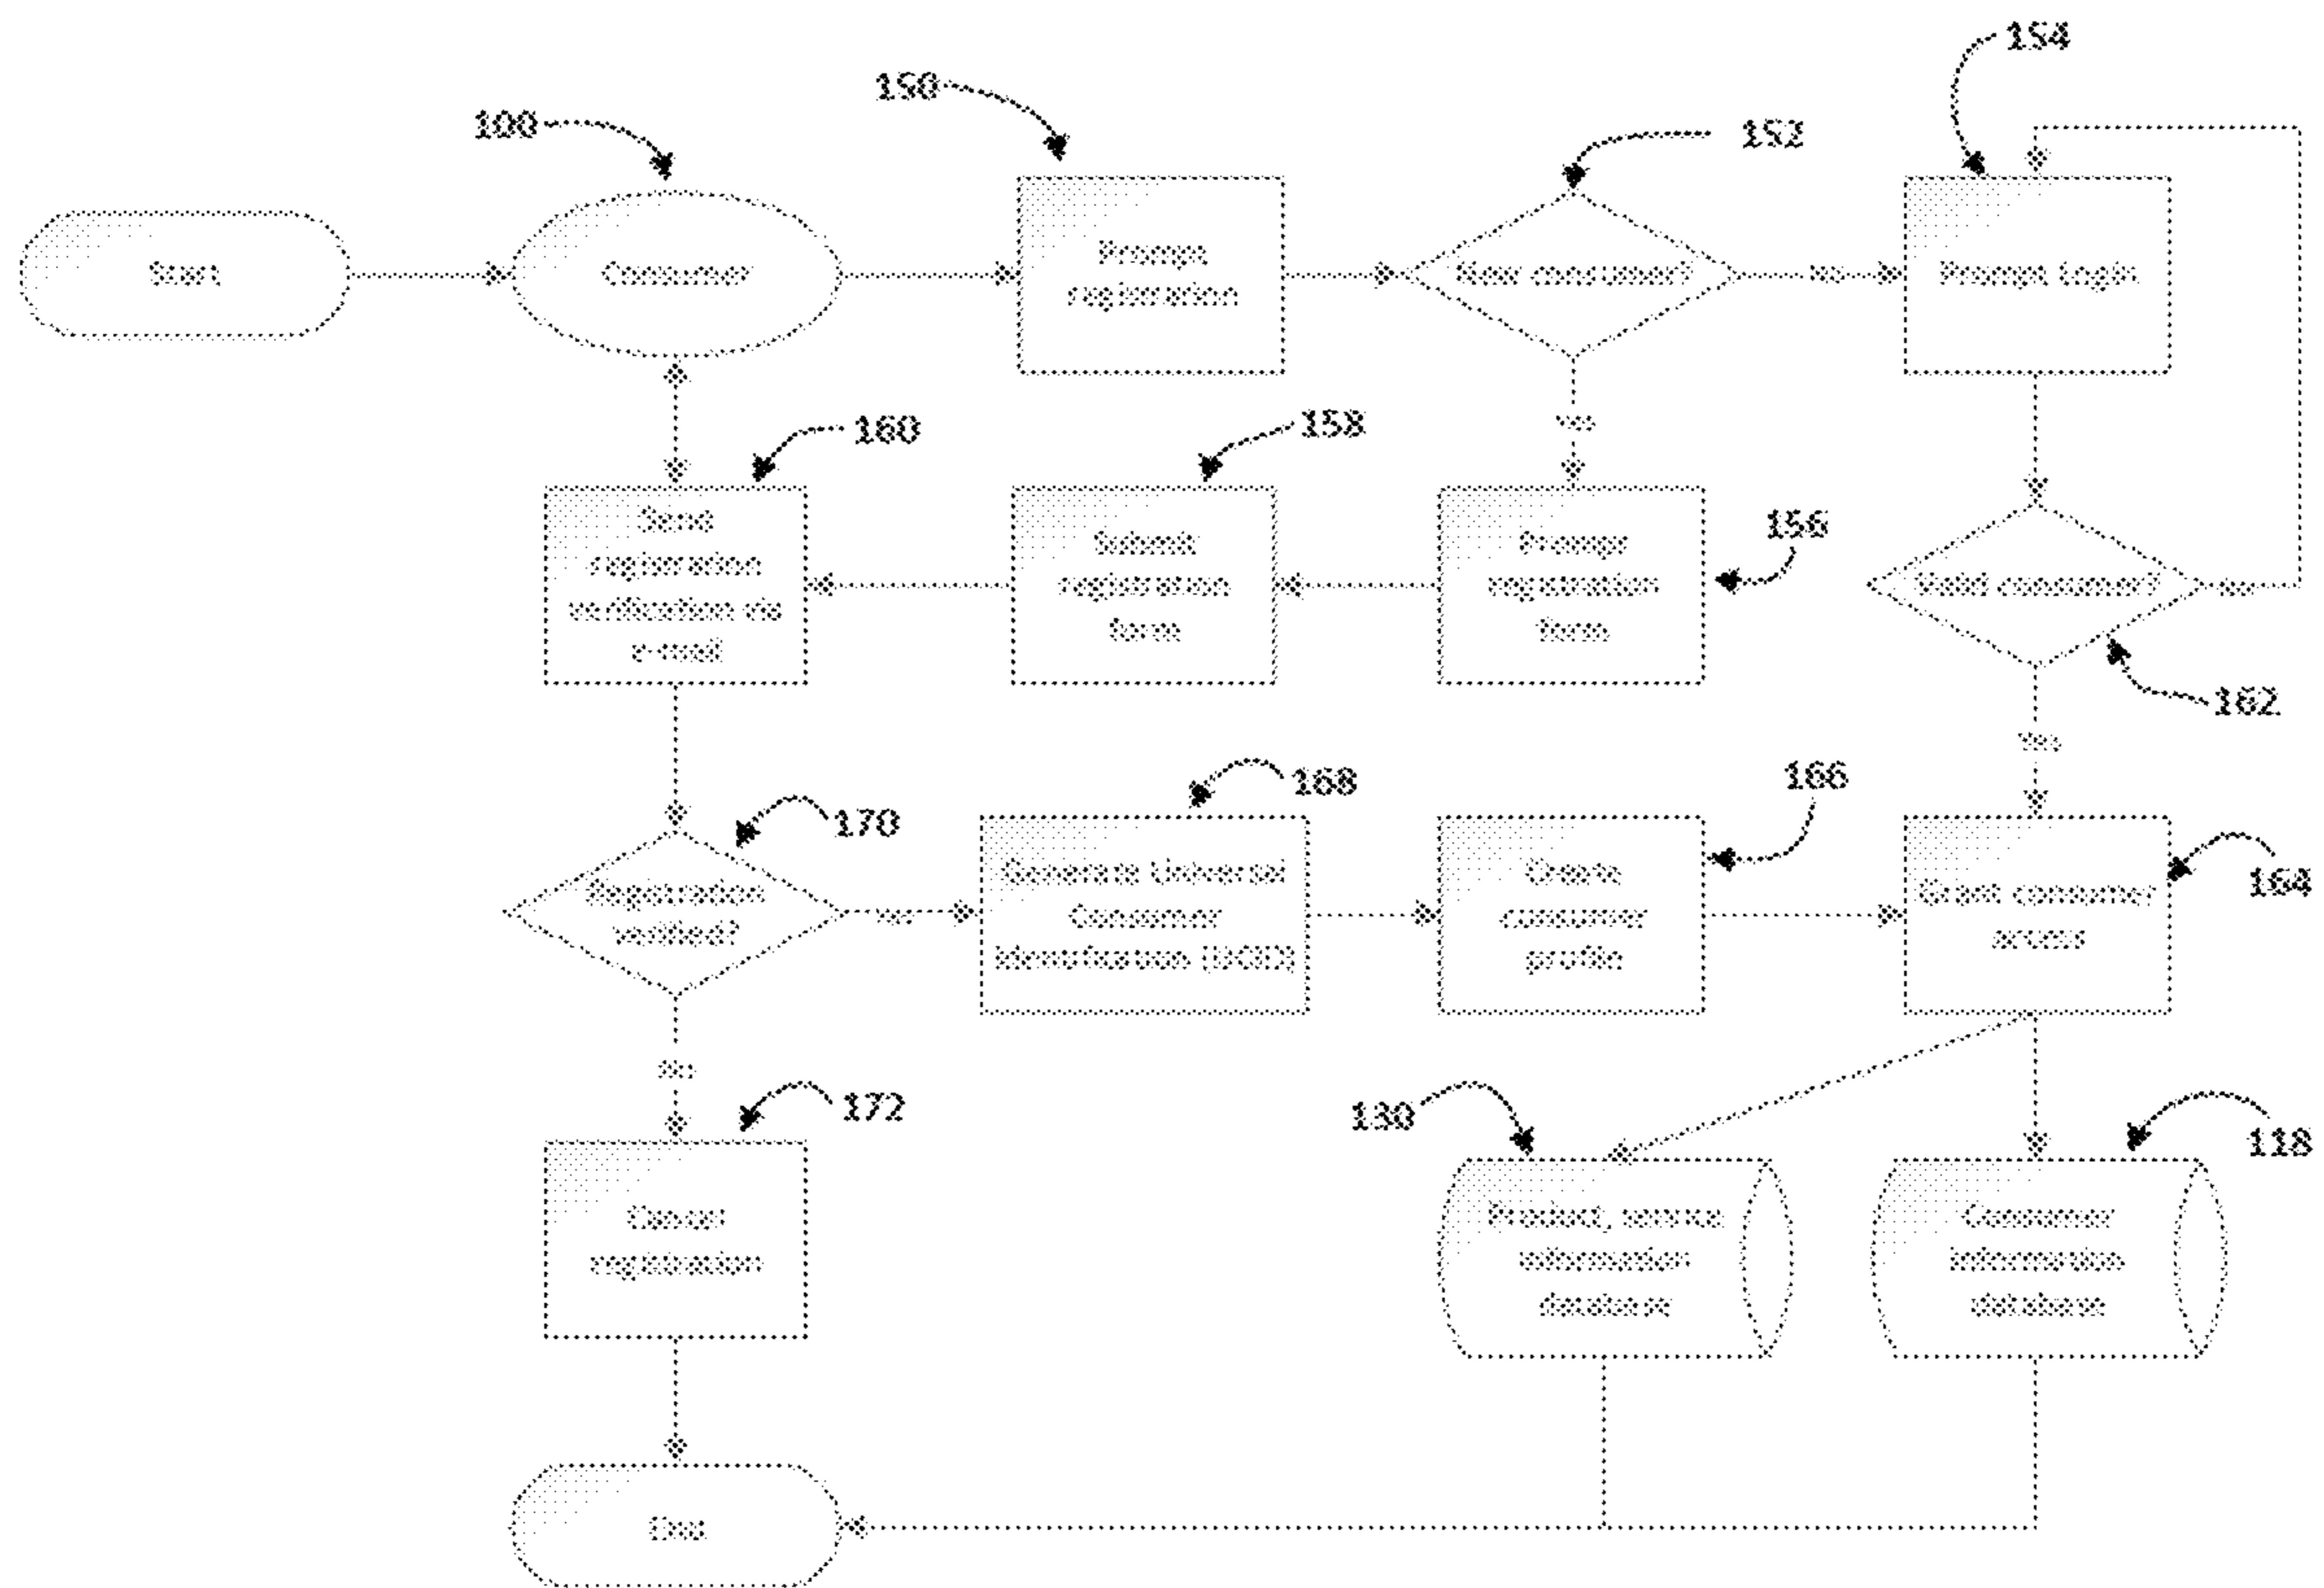 154
150
152
100
Start
Consumer
Prompt
registration
New consumer?
no
Prompt Login
yes
160
158
156
Send
registration
verification via
e-mail
Submit
registration
form
Prompt
registration
form
Valid consumer?
no
162
Yes
170
168
166
164
Registration
verified?
yes
Generate Universal
Consumer
Identification (UCID)
Create
consumer
profile
Grant consumer
access
No
172
130
118
Cancel
registration
Product, service
information
database
Consumer
information
database
End